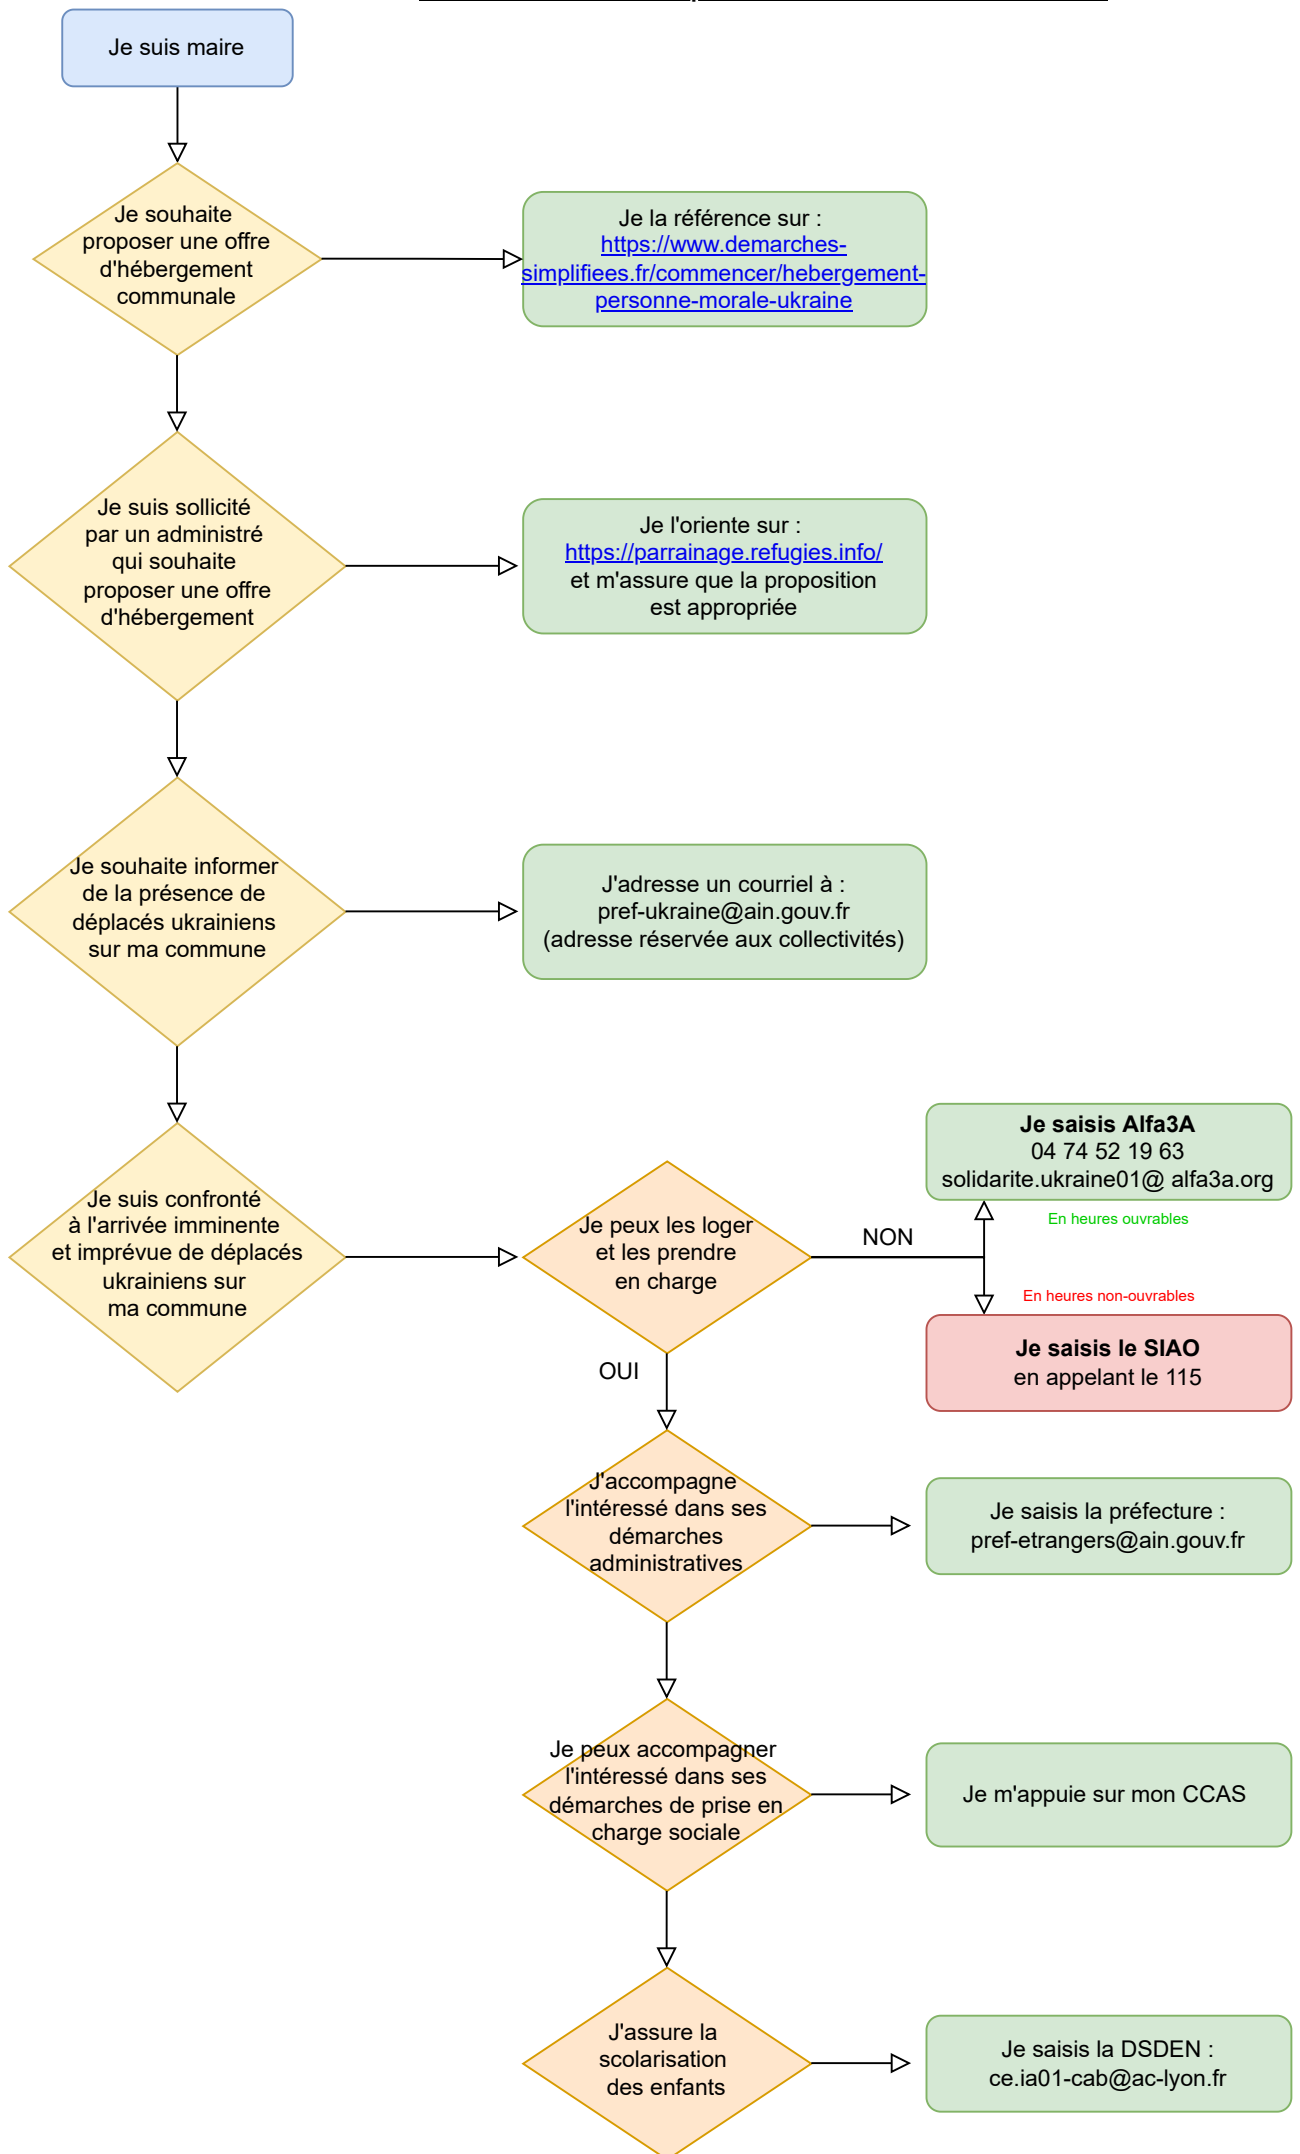 Je suis maire
Je souhaite
proposer une offre
d'hébergement
communale
Je la référence sur :
https://www.demarches-
simplifiees.fr/commencer/hebergement-
personne-morale-ukraine
Je suis sollicité
par un administré
qui souhaite
proposer une offre
d'hébergement
Je l'oriente sur :
https://parrainage.refugies.info/
et m'assure que la proposition
est appropriée
Je souhaite informer
de la présence de
déplacés ukrainiens
sur ma commune
J'adresse un courriel à :
pref-ukraine@ain.gouv.fr
(adresse réservée aux collectivités)
Je suis confronté
à l'arrivée imminente
et imprévue de déplacés
ukrainiens sur
ma commune
Je peux les loger
et les prendre
en charge
NON
Je saisis Alfa3A
04 74 52 19 63
solidarite.ukraine01@ alfa3a.org
En heures ouvrables
En heures non-ouvrables
Je saisis le SIAO
en appelant le 115
OUI
J'accompagne
l'intéressé dans ses
démarches
administratives
Je saisis la préfecture :
pref-etrangers@ain.gouv.fr
Je peux accompagner
l'intéressé dans ses
démarches de prise en
charge sociale
Je m'appuie sur mon CCAS
J'assure la
scolarisation
des enfants
Je saisis la DSDEN :
ce.ia01-cab@ac-lyon.fr